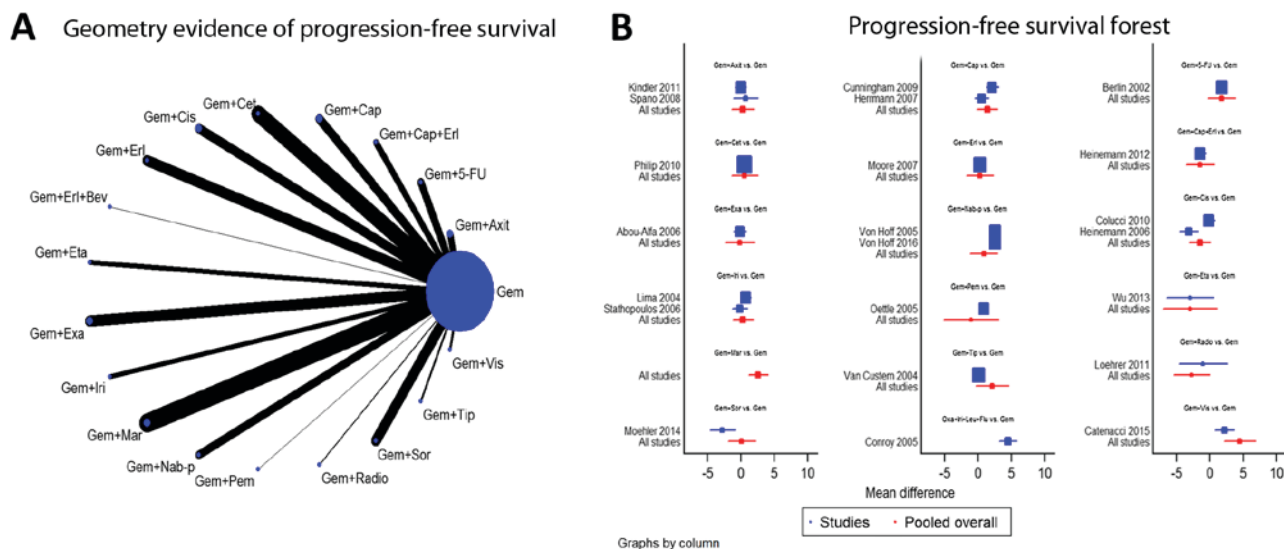 A Geometry evidence of progression-free survival
Gem+Cet
Gem+Cap
Gem+Cis
Gem+Cap+Erl
Gem+Erl
Gem+5-FU
Gem+Erl+Bev
Gem+Axit
Gem+Eta
Gem
Gem+Exa
Gem+Vis
Gem+Iri
Gem+Tip
Gem+Mar
Gem+Sor
Gem+Nab-p
Gem+Pem
Gem+Radio
B Progression-free survival forest
Gem+Axit vs. Gem
Kindler 2011
Spano 2008
All studies
Gem+Cet vs. Gem
Philip 2010
All studies
Gem+Exa vs. Gem
Abou-Alfa 2006
All studies
Gem+Iri vs. Gem
Lima 2004
Stathopoulos 2006
All studies
Gem+Mar vs. Gem
All studies
Gem+Sor vs. Gem
Moehler 2014
All studies
-5 0 5 10
Gem+Cap vs. Gem
Cunningham 2009
Herrmann 2007
All studies
Gem+Erl vs. Gem
Moore 2007
All studies
Gem+Nab-p vs. Gem
Von Hoff 2005
Von Hoff 2016
All studies
Gem+Pen vs. Gem
Oettle 2005
All studies
Gem+Tip vs. Gem
Van Custem 2004
All studies
Oxa+Iri-Leu-Flu vs. Gem
Conroy 2005
-5 0 5 10
Gem+5-FU vs. Gem
Berlin 2002
All studies
Gem+Cap-Erl vs. Gem
Heinemann 2012
All studies
Gem+Cis vs. Gem
Colucci 2010
Heinemann 2006
All studies
Gem+Eta vs. Gem
Wu 2013
All studies
Gem+Rado vs. Gem
Loehrer 2011
All studies
Gem+Vis vs. Gem
Catenacci 2015
All studies
-5 0 5 10
Mean difference
Studies Pooled overall
Graphs by column